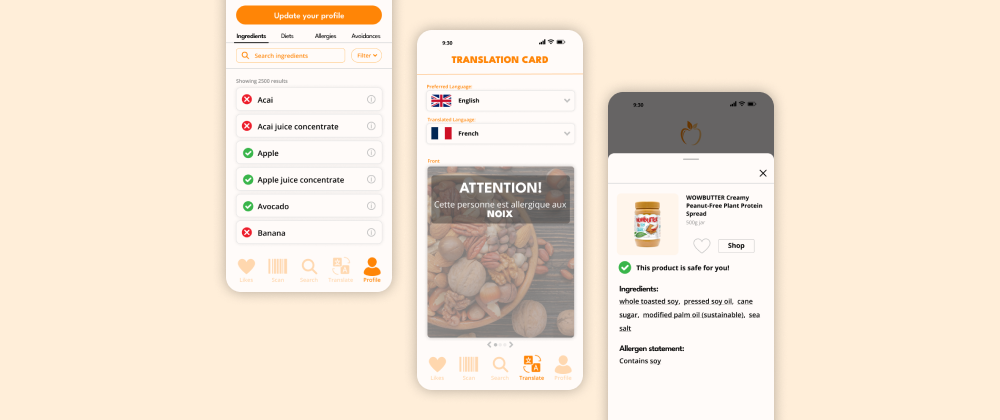 Update your profile
Ingredients
Diets
Allergies
Avoidances
Search ingredients
Filter
Showing 2500 results
Acai
Acai juice concentrate
Apple
Apple juice concentrate
Avocado
Banana
Likes
Scan
Search
Translate
Profile
9:30
TRANSLATION CARD
Preferred Language
English
Translated Language
French
Front
ATTENTION!
Cette personne est allergique aux
NOIX
Likes
Scan
Search
Translate
Profile
9:30
WOWBUTTER Creamy
Peanut-Free Plant Protein
Spread
500g jar
Shop
This product is safe for you!
Ingredients:
whole toasted soy, pressed soy oil, cane
sugar, modified palm oil (sustainable), sea
salt
Allergen statement:
Contains soy